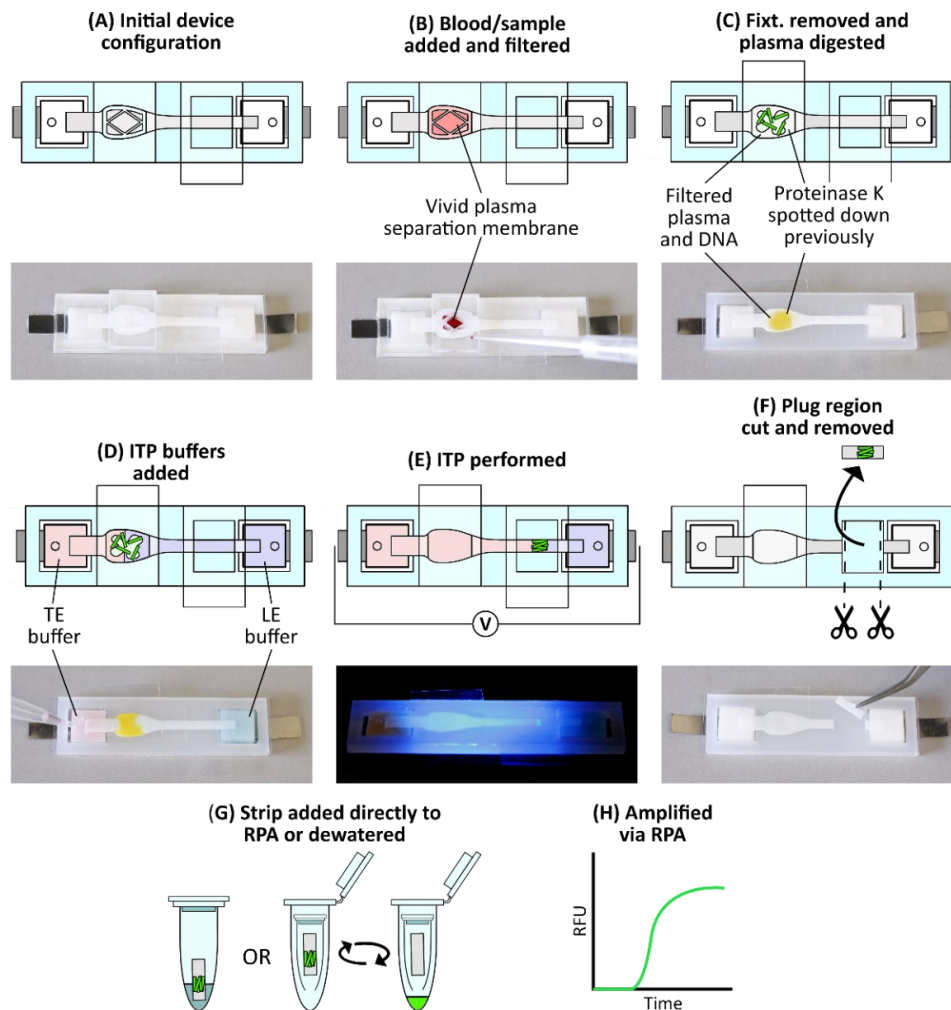 (A) Initial device
configuration
(B) Blood/sample
added and filtered
(C) Fixt. removed and
plasma digested
Vivid plasma
separation membrane
Filtered
plasma
and DNA
Proteinase K
spotted down
previously
(D) ITP buffers
added
(E) ITP performed
(F) Plug region
cut and removed
TE
buffer
LE
buffer
V
(G) Strip added directly to
RPA or dewatered
OR
(H) Amplified
via RPA
RFU
Time